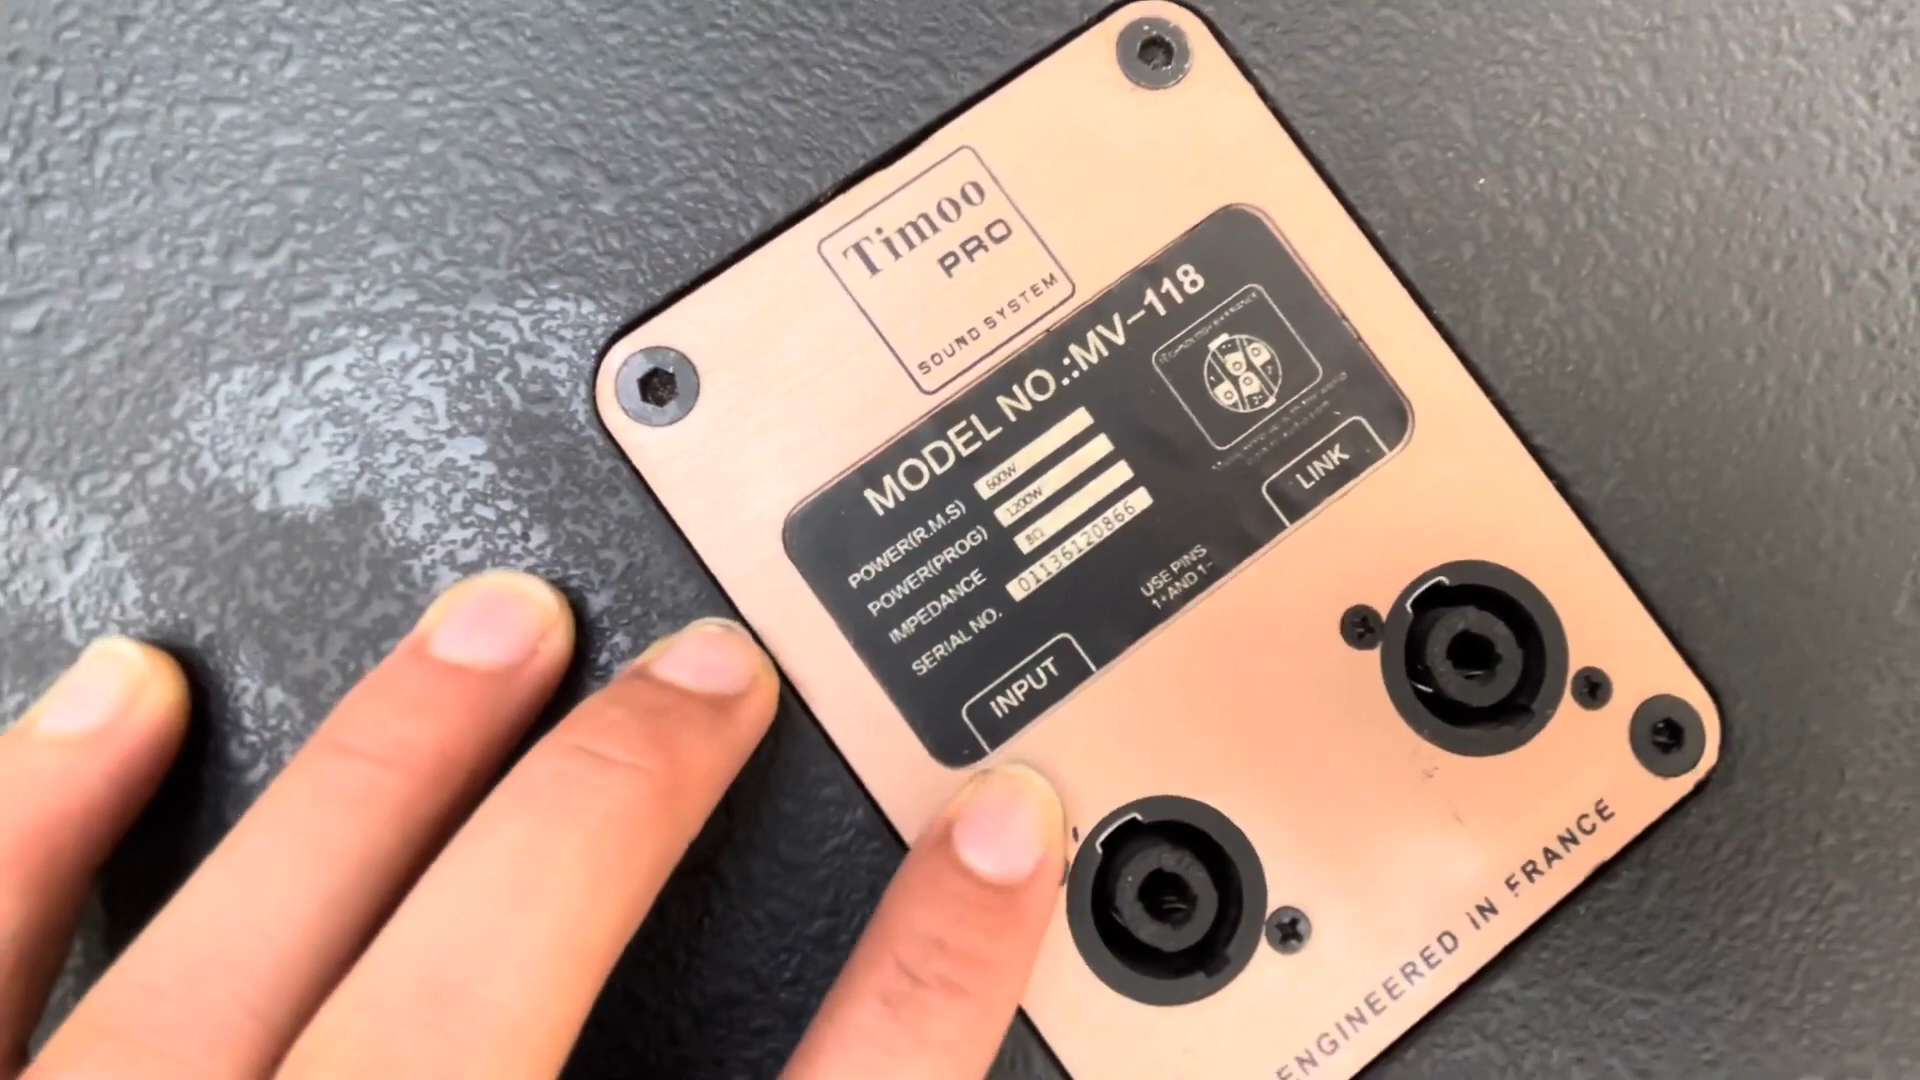 Timoo
PRO
SOUND SYSTEM
MODEL NO.:MV-118
POWER(R.M.S) 600W
POWER(PROG) 1200W
IMPEDANCE 8Ω
SERIAL NO. 01136120866
USE PINS
1+AND 1-
INPUT
LINK
ENGINEERED IN FRANCE